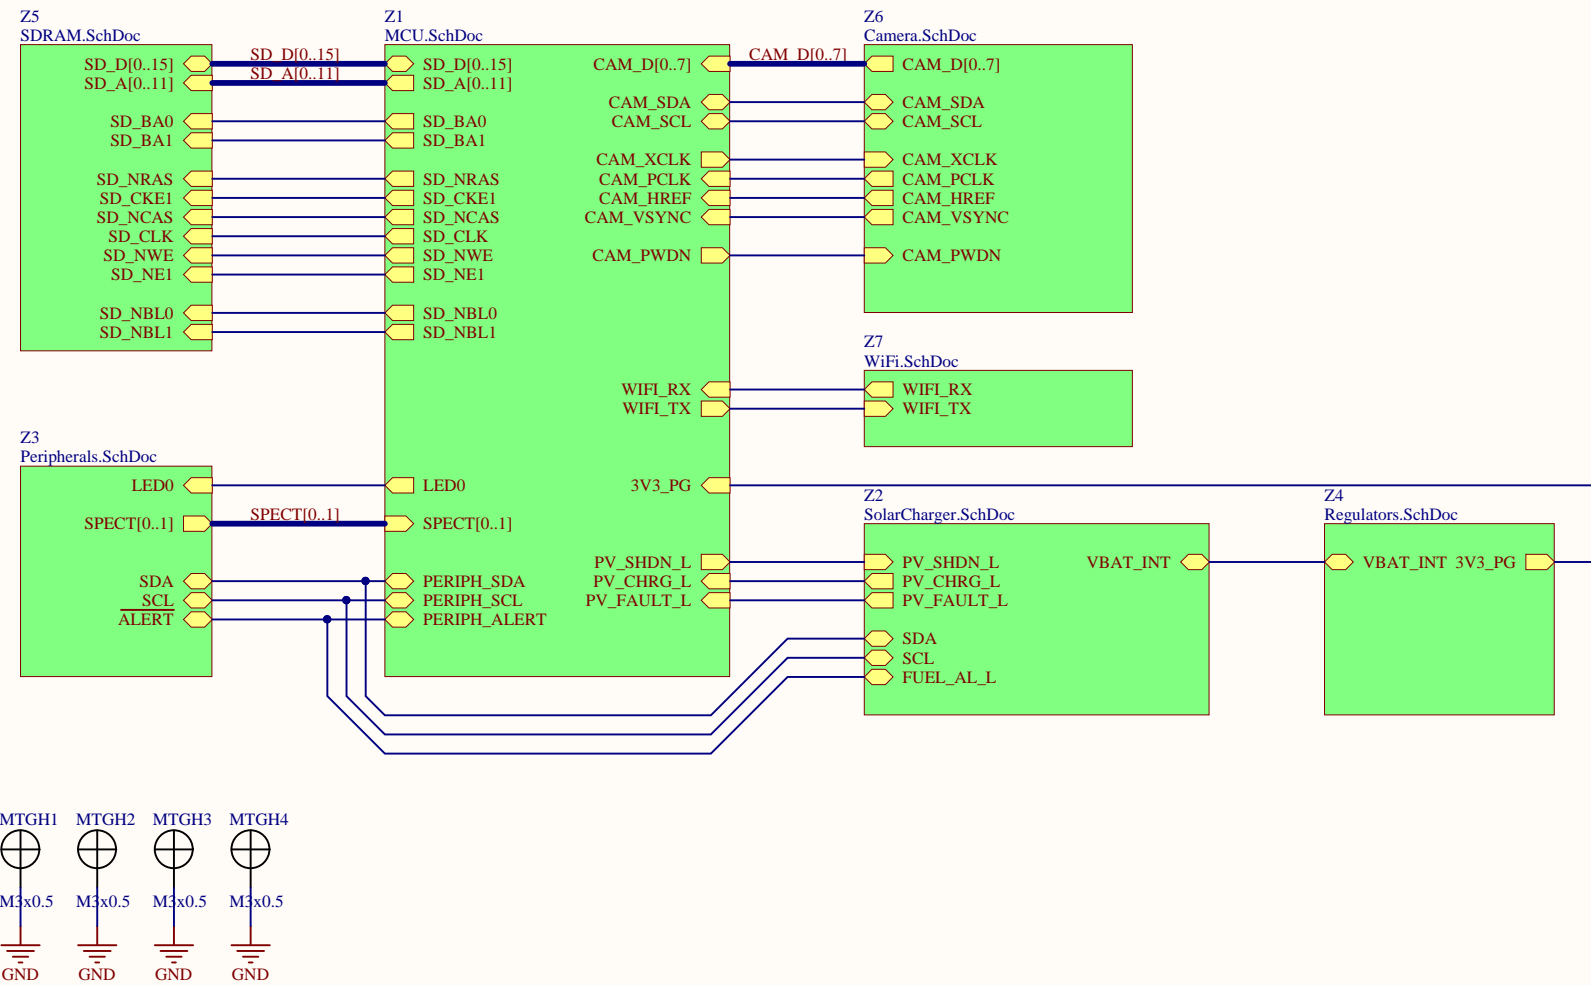 Z5
SDRAM.SchDoc
SD_D[0..15]
SD_A[0..11]
SD_BA0
SD_BA1
SD_NRAS
SD_CKE1
SD_NCAS
SD_CLK
SD_NWE
SD_NE1
SD_NBL0
SD_NBL1
SD_D[0..15]
SD_A[0..11]
Z1
MCU.SchDoc
SD_D[0..15]
SD_A[0..11]
SD_BA0
SD_BA1
SD_NRAS
SD_CKE1
SD_NCAS
SD_CLK
SD_NWE
SD_NE1
SD_NBL0
SD_NBL1
LED0
SPECT[0..1]
PERIPH_SDA
PERIPH_SCL
PERIPH_ALERT
CAM_D[0..7]
CAM_SDA
CAM_SCL
CAM_XCLK
CAM_PCLK
CAM_HREF
CAM_VSYNC
CAM_PWDN
WIFI_RX
WIFI_TX
3V3_PG
PV_SHDN_L
PV_CHRG_L
PV_FAULT_L
CAM_D[0..7]
Z6
Camera.SchDoc
CAM_D[0..7]
CAM_SDA
CAM_SCL
CAM_XCLK
CAM_PCLK
CAM_HREF
CAM_VSYNC
CAM_PWDN
Z7
WiFi.SchDoc
WIFI_RX
WIFI_TX
Z3
Peripherals.SchDoc
LED0
SPECT[0..1]
SDA
SCL
ALERT
SPECT[0..1]
Z2
SolarCharger.SchDoc
PV_SHDN_L
PV_CHRG_L
PV_FAULT_L
SDA
SCL
FUEL_AL_L
VBAT_INT
Z4
Regulators.SchDoc
VBAT_INT 3V3_PG
MTGH1 MTGH2 MTGH3 MTGH4
M3x0.5 M3x0.5 M3x0.5 M3x0.5
GND GND GND GND